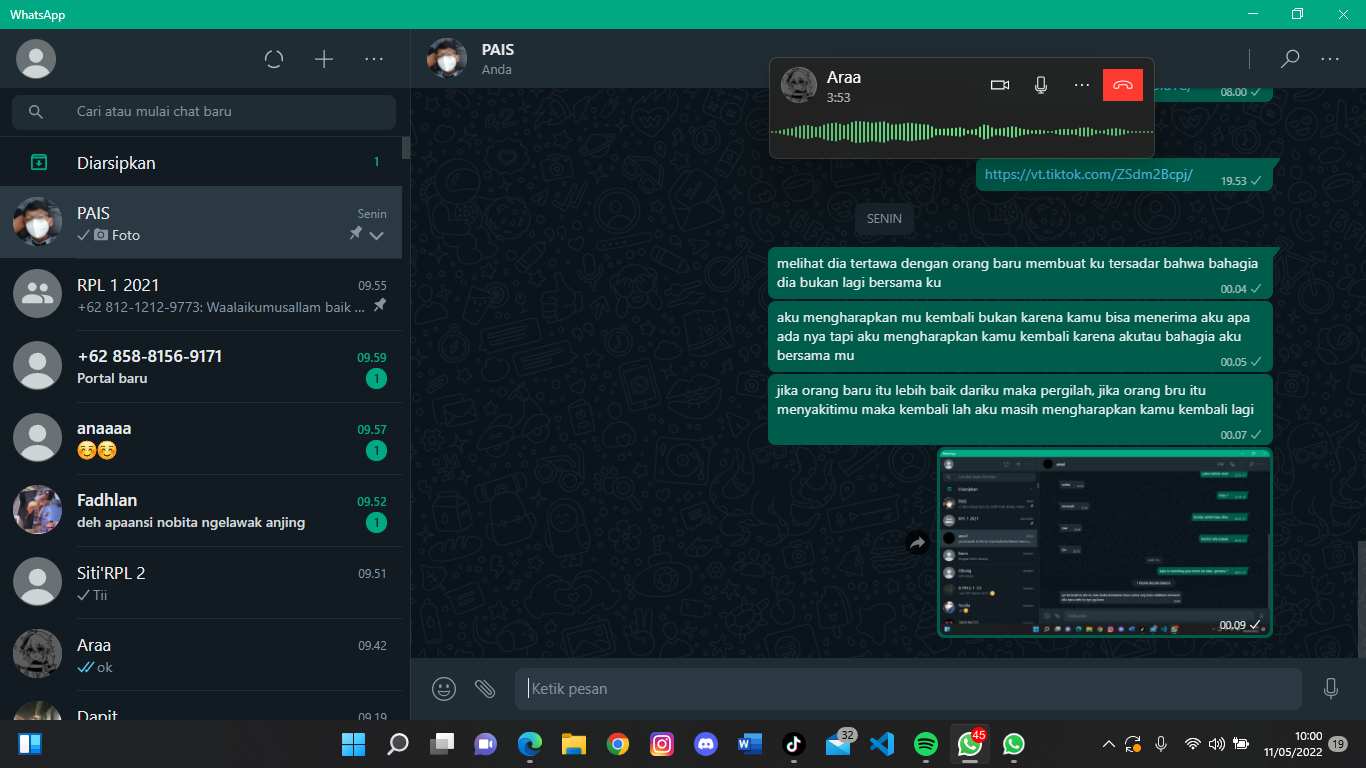 WhatsApp
Cari atau mulai chat baru
Diarsipkan
1
PAIS
Senin
Foto
RPL 1 2021
09.55
+62 812-1212-9773: Waalaikumusallam baik ...
+62 858-8156-9171
09.59
Portal baru
1
anaaaa
09.57
1
Fadhlan
09.52
deh apaansi nobita ngelawak anjing
1
Siti'RPL 2
09.51
Tii
Araa
09.42
ok
Dapit
09.19
PAIS
Anda
Araa
3:53
08.00
https://vt.tiktok.com/ZSdm2Bcpj/
19.53
SENIN
melihat dia tertawa dengan orang baru membuat ku tersadar bahwa bahagia
dia bukan lagi bersama ku
00.04
aku mengharapkan mu kembali bukan karena kamu bisa menerima aku apa
ada nya tapi aku mengharapkan kamu kembali karena akutau bahagia aku
bersama mu
00.05
jika orang baru itu lebih baik dariku maka pergilah, jika orang bru itu
menyakitimu maka kembali lah aku masih mengharapkan kamu kembali lagi
00.07
WhatsApp
Diarsipkan
PAIS
RPL 1 2021
00.09
Ketik pesan
32
45
10:00
11/05/2022
19